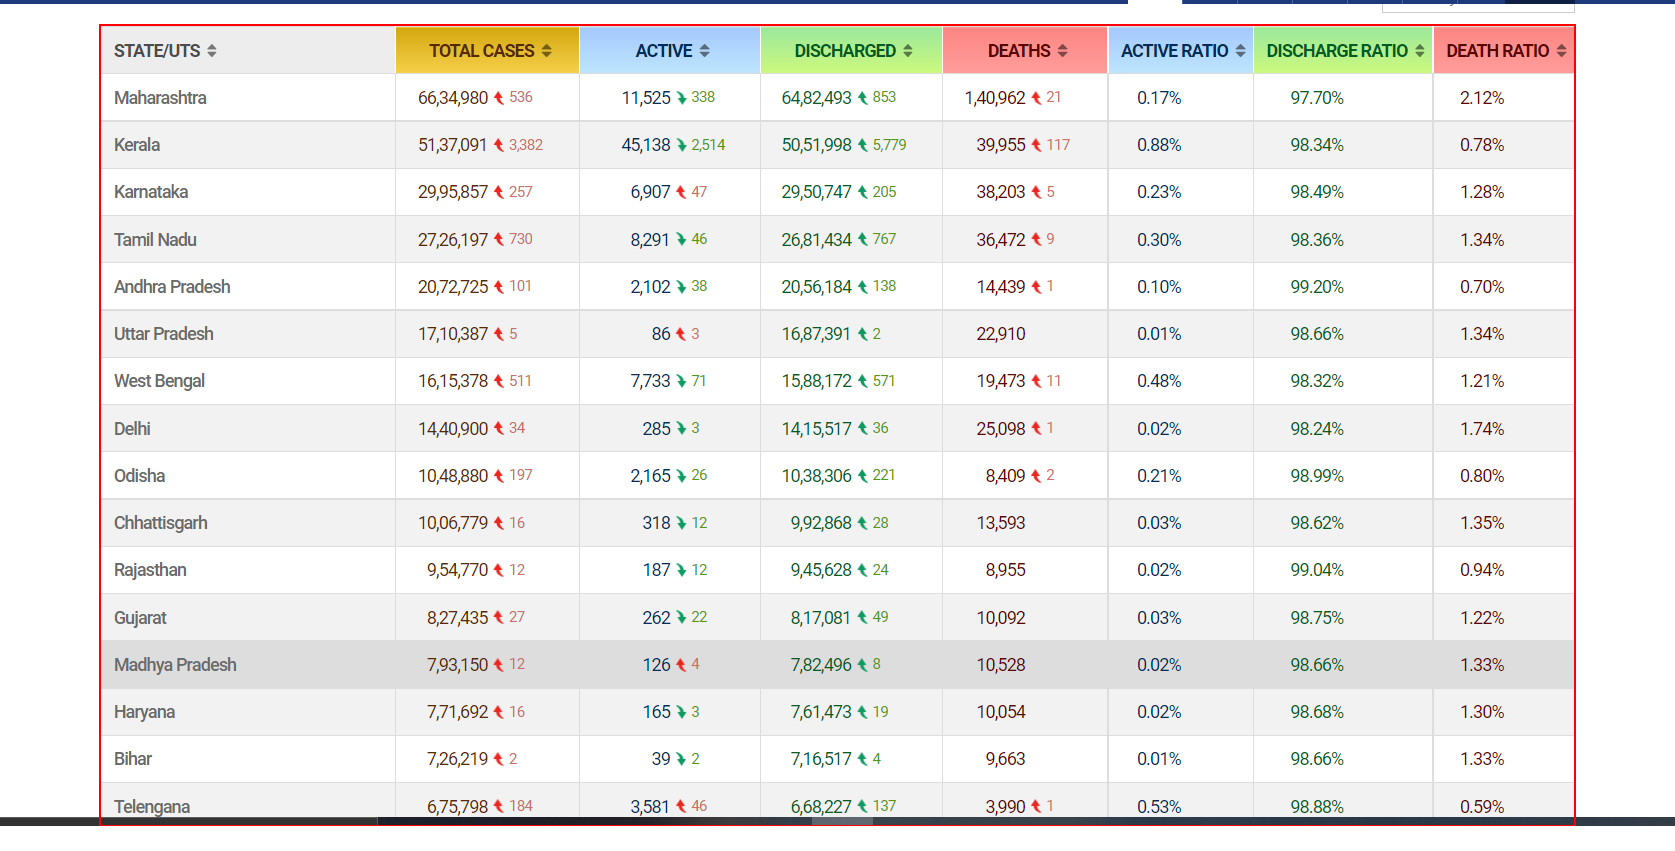 STATE/UTS TOTAL CASES ACTIVE DISCHARGED DEATHS ACTIVE RATIO DISCHARGE RATIO DEATH RATIO
Maharashtra 66,34,980 536 11,525 338 64,82,493 853 1,40,962 21 0.17% 97.70% 2.12%
Kerala 51,37,091 3,382 45,138 2,514 50,51,998 5,779 39,955 117 0.88% 98.34% 0.78%
Karnataka 29,95,857 257 6,907 47 29,50,747 205 38,203 5 0.23% 98.49% 1.28%
Tamil Nadu 27,26,197 730 8,291 46 26,81,434 767 36,472 9 0.30% 98.36% 1.34%
Andhra Pradesh 20,72,725 101 2,102 38 20,56,184 138 14,439 1 0.10% 99.20% 0.70%
Uttar Pradesh 17,10,387 5 86 3 16,87,391 2 22,910 0.01% 98.66% 1.34%
West Bengal 16,15,378 511 7,733 71 15,88,172 571 19,473 11 0.48% 98.32% 1.21%
Delhi 14,40,900 34 285 3 14,15,517 36 25,098 1 0.02% 98.24% 1.74%
Odisha 10,48,880 197 2,165 26 10,38,306 221 8,409 2 0.21% 98.99% 0.80%
Chhattisgarh 10,06,779 16 318 12 9,92,868 28 13,593 0.03% 98.62% 1.35%
Rajasthan 9,54,770 12 187 12 9,45,628 24 8,955 0.02% 99.04% 0.94%
Gujarat 8,27,435 27 262 22 8,17,081 49 10,092 0.03% 98.75% 1.22%
Madhya Pradesh 7,93,150 12 126 4 7,82,496 8 10,528 0.02% 98.66% 1.33%
Haryana 7,71,692 16 165 3 7,61,473 19 10,054 0.02% 98.68% 1.30%
Bihar 7,26,219 2 39 2 7,16,517 4 9,663 0.01% 98.66% 1.33%
Telengana 6,75,798 184 3,581 46 6,68,227 137 3,990 1 0.53% 98.88% 0.59%